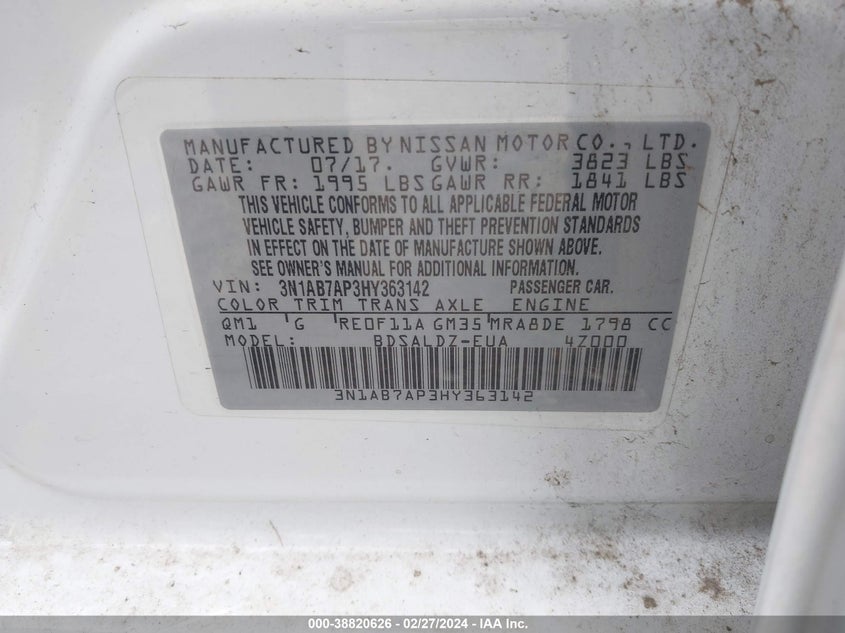 MANUFACTURED BY NISSAN MOTOR CO., LTD.
DATE: 07/17. GVWR: 3823 LBS
GAWR FR: 1995 LBS GAWR RR: 1841 LBS
THIS VEHICLE CONFORMS TO ALL APPLICABLE FEDERAL MOTOR
VEHICLE SAFETY, BUMPER AND THEFT PREVENTION STANDARDS
IN EFFECT ON THE DATE OF MANUFACTURE SHOWN ABOVE.
SEE OWNER'S MANUAL FOR ADDITIONAL INFORMATION.
VIN: 3N1AB7AP3HY363142 PASSENGER CAR.
COLOR TRIM TRANS AXLE ENGINE
QM1 G RE0F11A GM35 MRA8DE 1798 CC
MODEL: BDSALDZ-EUA 4Z000
3N1AB7AP3HY363142
000-38820626 - 02/27/2024 - IAA Inc.